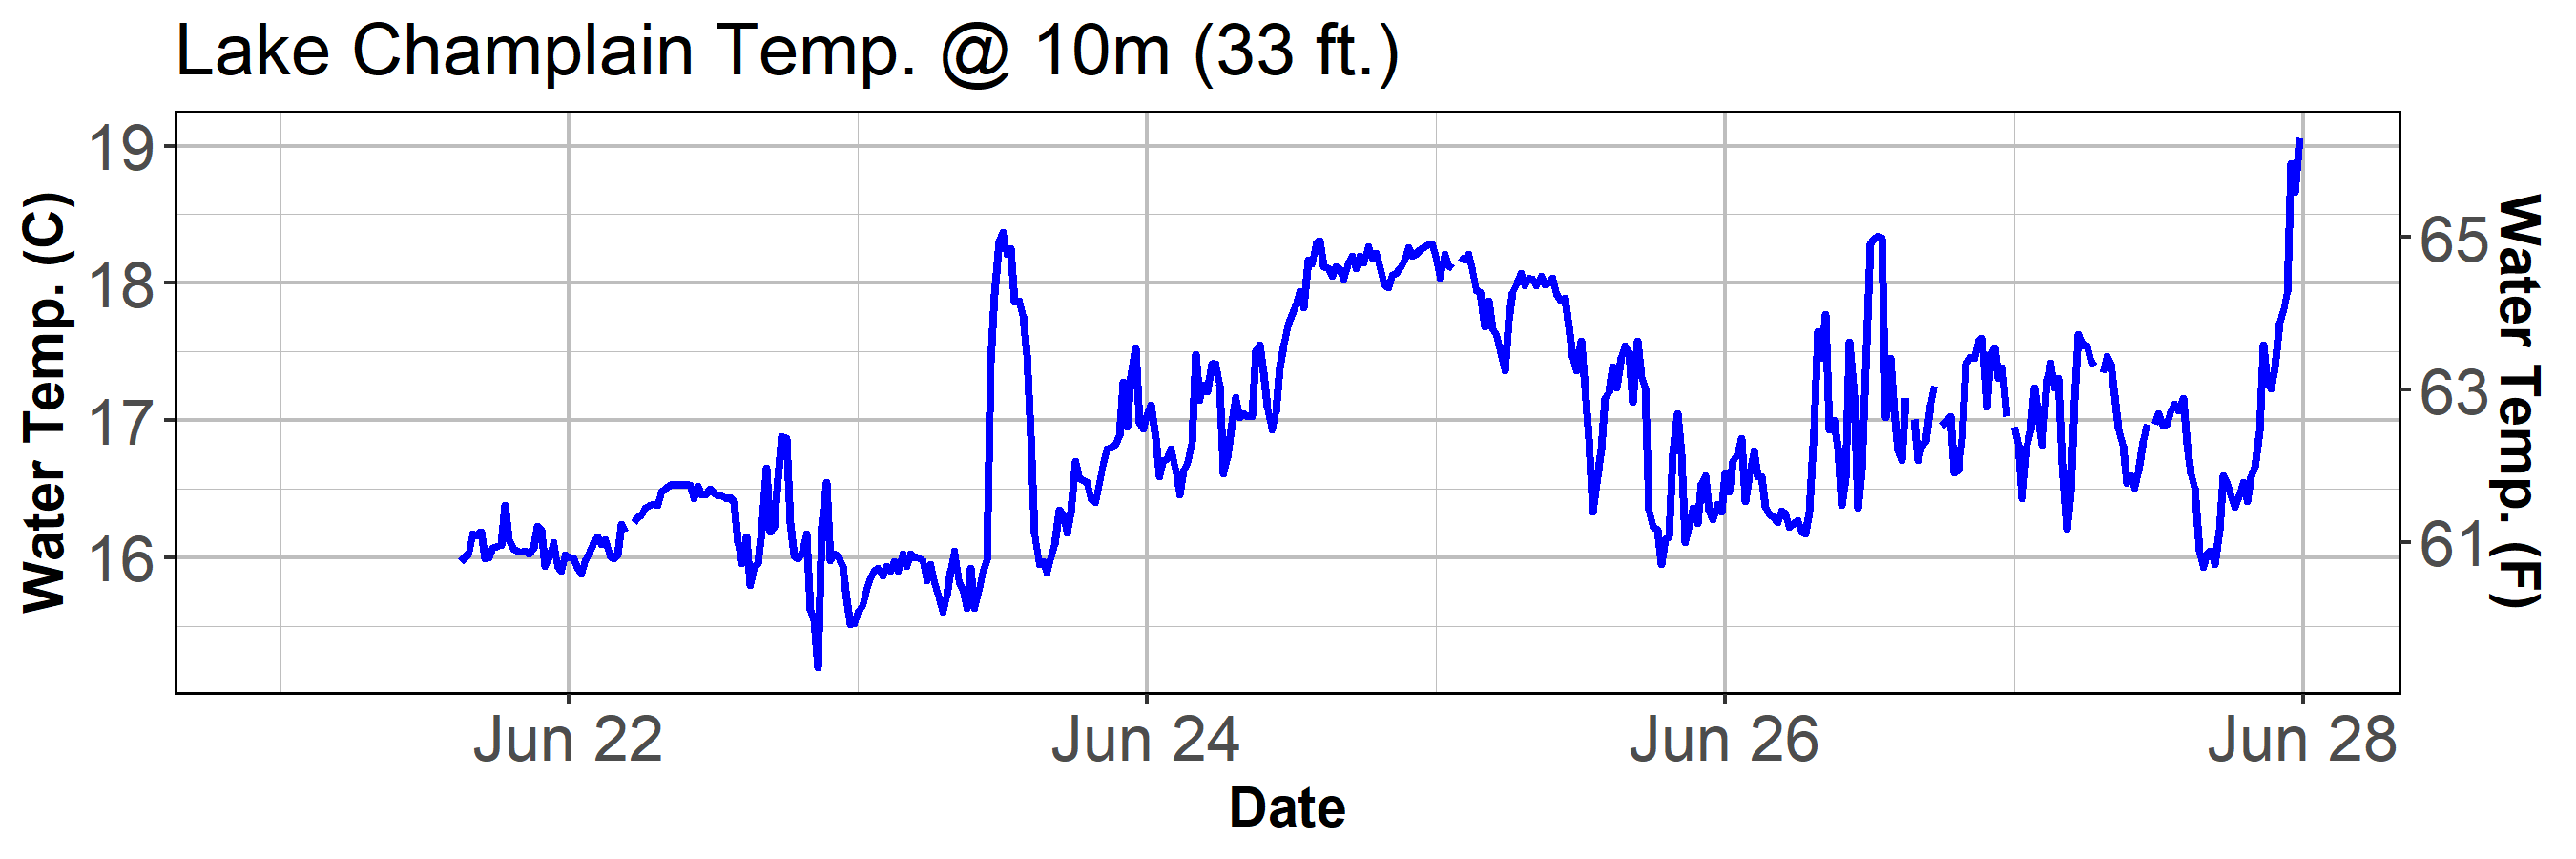 Lake Champlain Temp. @ 10m (33 ft.)
Water Temp. (C)
19
18
17
16
65
63
61
Water Temp. (F)
Jun 22
Jun 24
Jun 26
Jun 28
Date